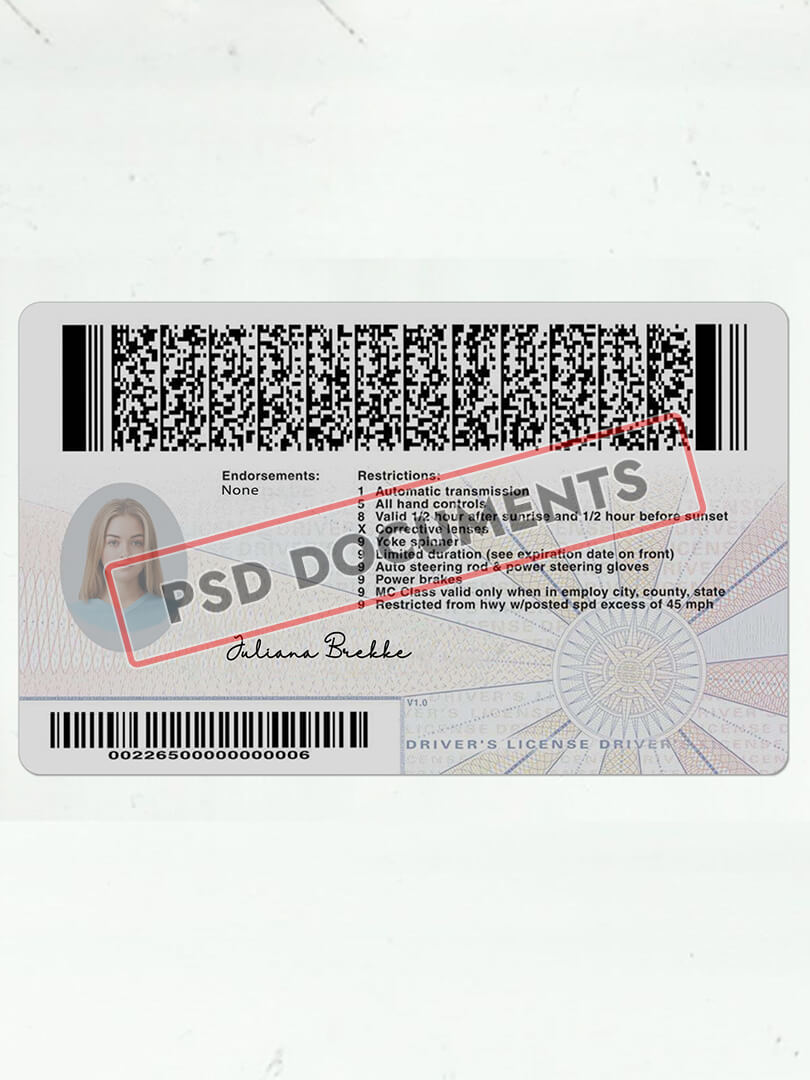 Endorsements:
None
Restrictions:
1 Automatic transmission
5 All hand controls
8 Valid 1/2 hour after sunrise and 1/2 hour before sunset
X Corrective lenses
9 Yoke spinner
9 Limited duration (see expiration date on front)
9 Auto steering rod & power steering gloves
9 Power brakes
9 MC Class valid only when in employ city, county, state
9 Restricted from hwy w/posted spd excess of 45 mph
PSD DOCUMENTS
Juliana Brekke
V1.0
DRIVER'S LICENSE DRIVER
00226500000000006